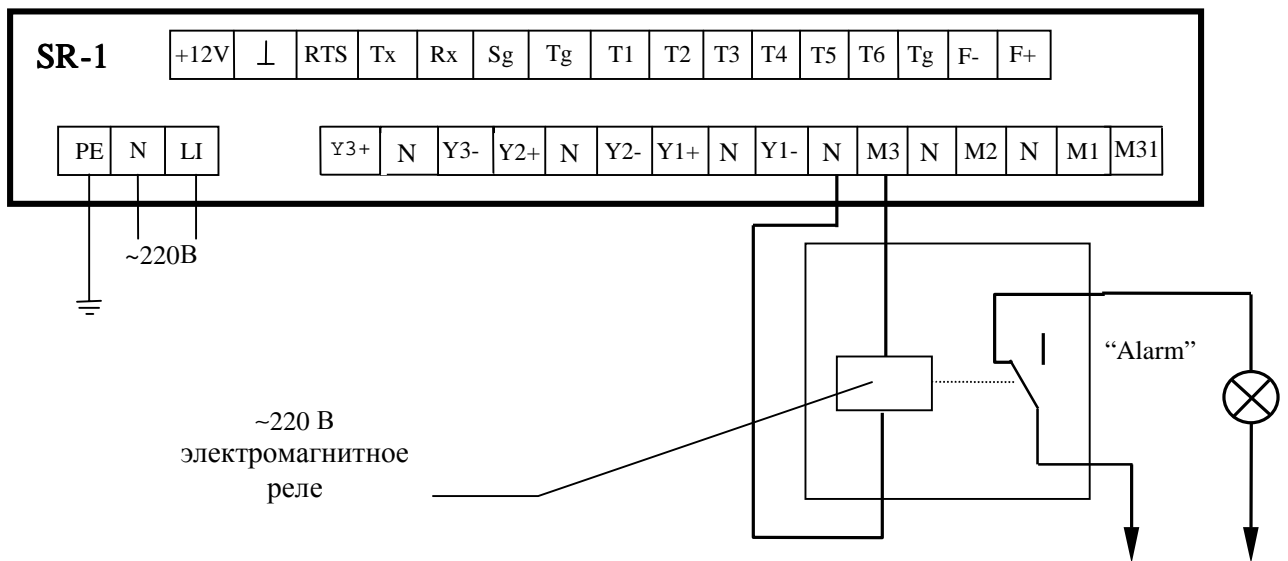 SR-1
+12V ⊥ RTS Tx Rx Sg Tg T1 T2 T3 T4 T5 T6 Tg F- F+
PE N LI
Y3+ N Y3- Y2+ N Y2- Y1+ N Y1- N M3 N M2 N M1 M31
~220В
“Alarm”
~220 В
электромагнитное
реле